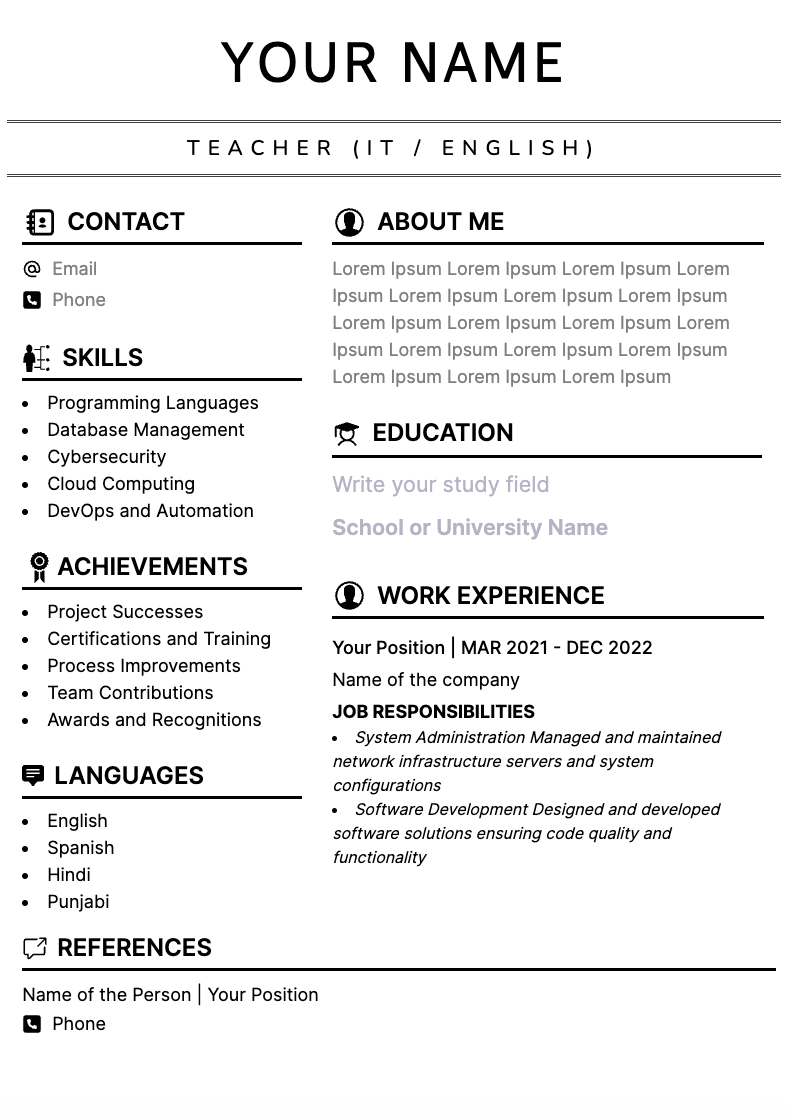 YOUR NAME
TEACHER (IT / ENGLISH)
CONTACT
Email
Phone
SKILLS
• Programming Languages
• Database Management
• Cybersecurity
• Cloud Computing
• DevOps and Automation
ACHIEVEMENTS
• Project Successes
• Certifications and Training
• Process Improvements
• Team Contributions
• Awards and Recognitions
LANGUAGES
• English
• Spanish
• Hindi
• Punjabi
ABOUT ME
Lorem Ipsum Lorem Ipsum Lorem Ipsum Lorem
Ipsum Lorem Ipsum Lorem Ipsum Lorem Ipsum
Lorem Ipsum Lorem Ipsum Lorem Ipsum Lorem
Ipsum Lorem Ipsum Lorem Ipsum Lorem Ipsum
Lorem Ipsum Lorem Ipsum Lorem Ipsum
EDUCATION
Write your study field
School or University Name
WORK EXPERIENCE
Your Position | MAR 2021 - DEC 2022
Name of the company
JOB RESPONSIBILITIES
• System Administration Managed and maintained
network infrastructure servers and system
configurations
• Software Development Designed and developed
software solutions ensuring code quality and
functionality
REFERENCES
Name of the Person | Your Position
Phone